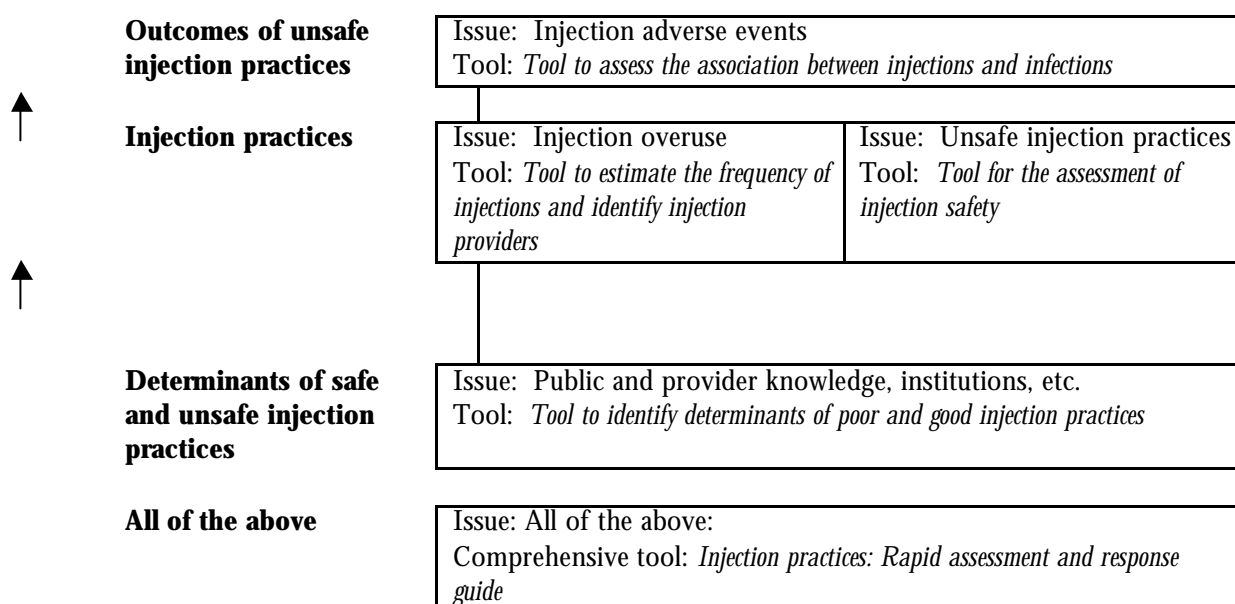 Outcomes of unsafe
injection practices
Issue: Injection adverse events
Tool: Tool to assess the association between injections and infections
Injection practices
Issue: Injection overuse
Tool: Tool to estimate the frequency of
injections and identify injection
providers
Issue: Unsafe injection practices
Tool: Tool for the assessment of
injection safety
Determinants of safe
and unsafe injection
practices
Issue: Public and provider knowledge, institutions, etc.
Tool: Tool to identify determinants of poor and good injection practices
All of the above
Issue: All of the above:
Comprehensive tool: Injection practices: Rapid assessment and response
guide